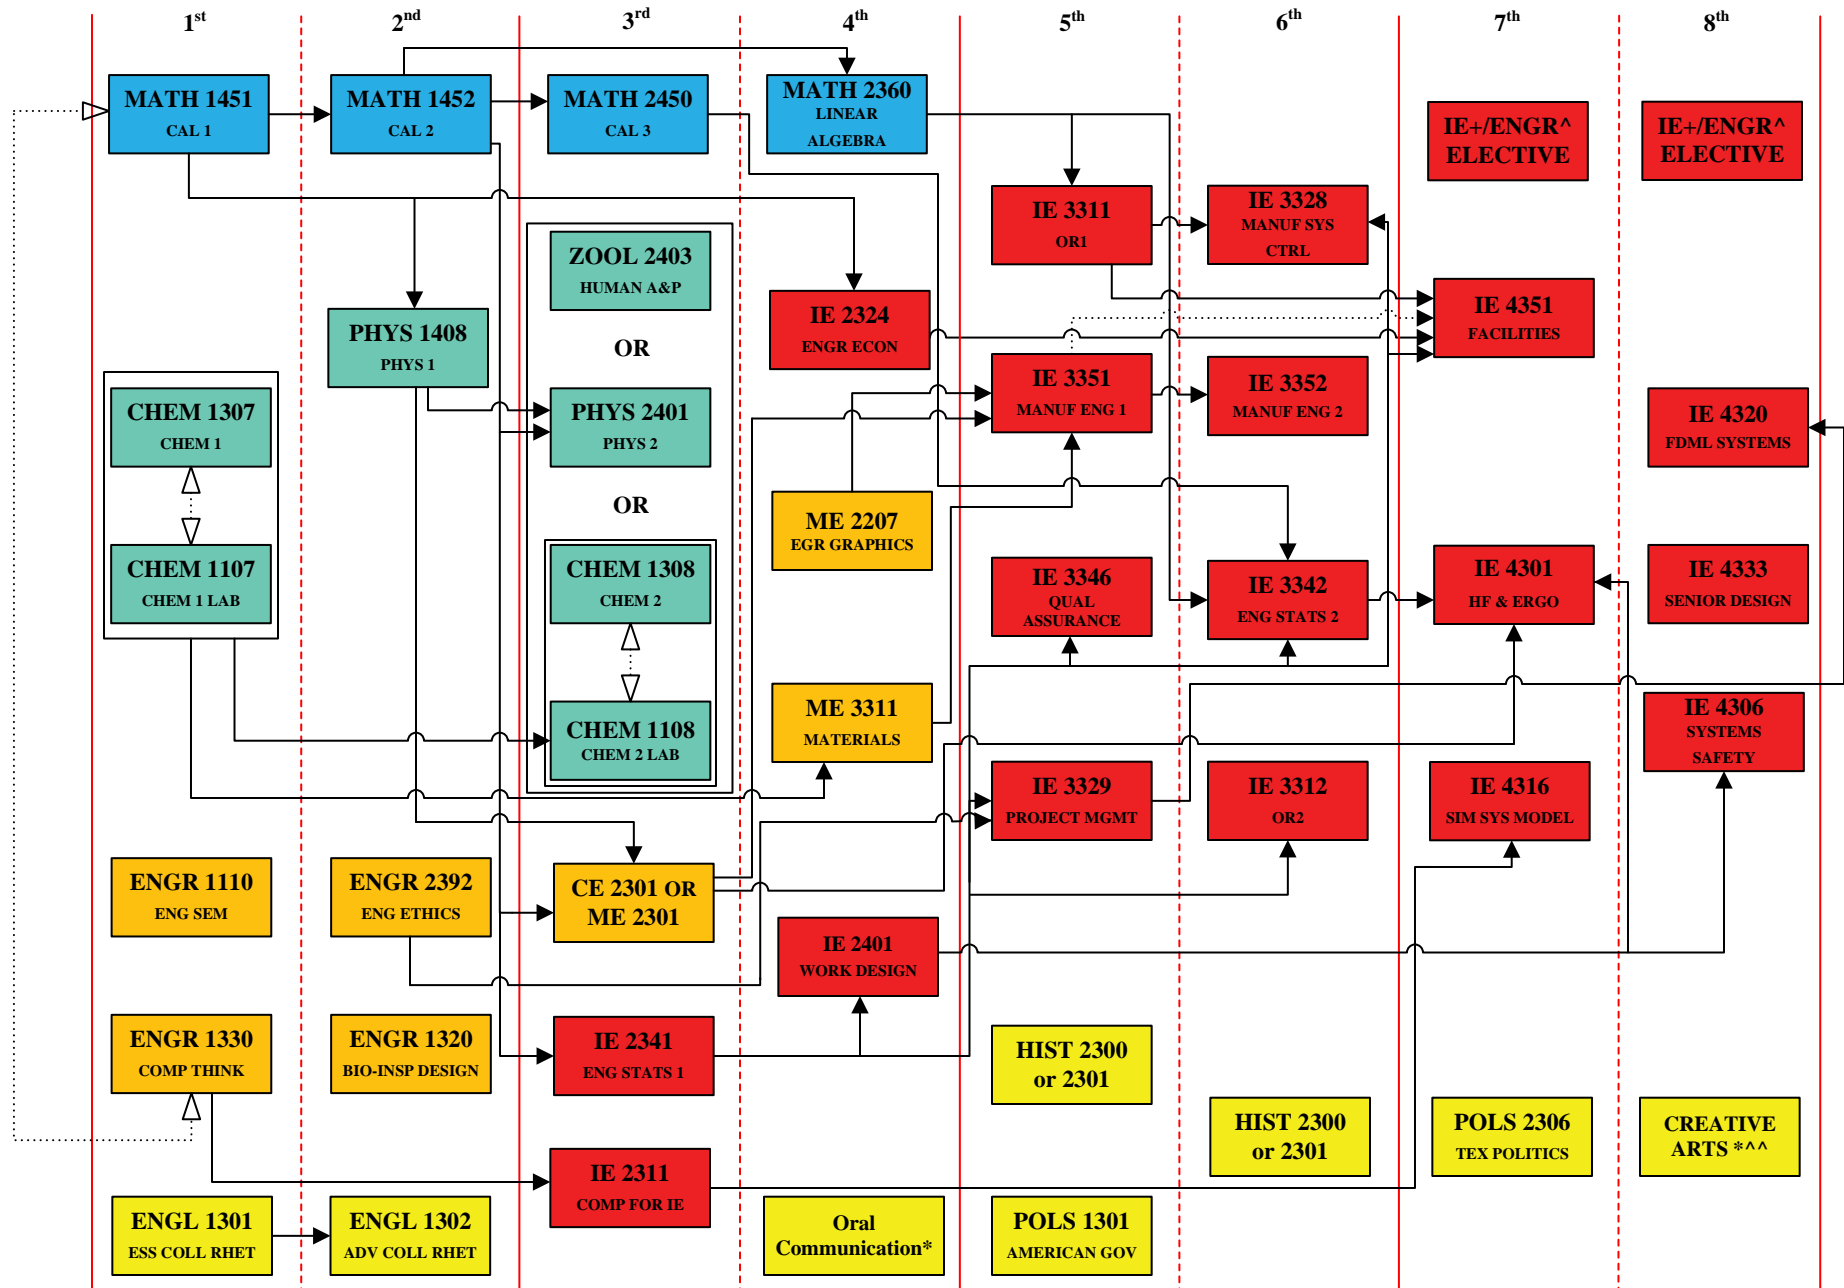 1st 2nd 3rd 4th 5th 6th 7th 8th
MATH 1451
CAL 1
CHEM 1307
CHEM 1
CHEM 1107
CHEM 1 LAB
ENGR 1110
ENG SEM
ENGR 1330
COMP THINK
ENGL 1301
ESS COLL RHET
MATH 1452
CAL 2
PHYS 1408
PHYS 1
ENGR 2392
ENG ETHICS
ENGR 1320
BIO-INSP DESIGN
ENGL 1302
ADV COLL RHET
MATH 2450
CAL 3
ZOOL 2403
HUMAN A&P
OR
PHYS 2401
PHYS 2
OR
CHEM 1308
CHEM 2
CHEM 1108
CHEM 2 LAB
CE 2301 OR
ME 2301
IE 2341
ENG STATS 1
IE 2311
COMP FOR IE
MATH 2360
LINEAR
ALGEBRA
IE 2324
ENGR ECON
ME 2207
EGR GRAPHICS
ME 3311
MATERIALS
IE 2401
WORK DESIGN
Oral
Communication*
IE 3311
OR1
IE 3351
MANUF ENG 1
IE 3346
QUAL
ASSURANCE
IE 3329
PROJECT MGMT
HIST 2300
or 2301
POLS 1301
AMERICAN GOV
IE 3328
MANUF SYS
CTRL
IE 3352
MANUF ENG 2
IE 3342
ENG STATS 2
IE 3312
OR2
HIST 2300
or 2301
IE+/ENGR^
ELECTIVE
IE 4351
FACILITIES
IE 4301
HF & ERGO
IE 4316
SIM SYS MODEL
POLS 2306
TEX POLITICS
IE+/ENGR^
ELECTIVE
IE 4320
FDML SYSTEMS
IE 4333
SENIOR DESIGN
IE 4306
SYSTEMS
SAFETY
CREATIVE
ARTS *^^